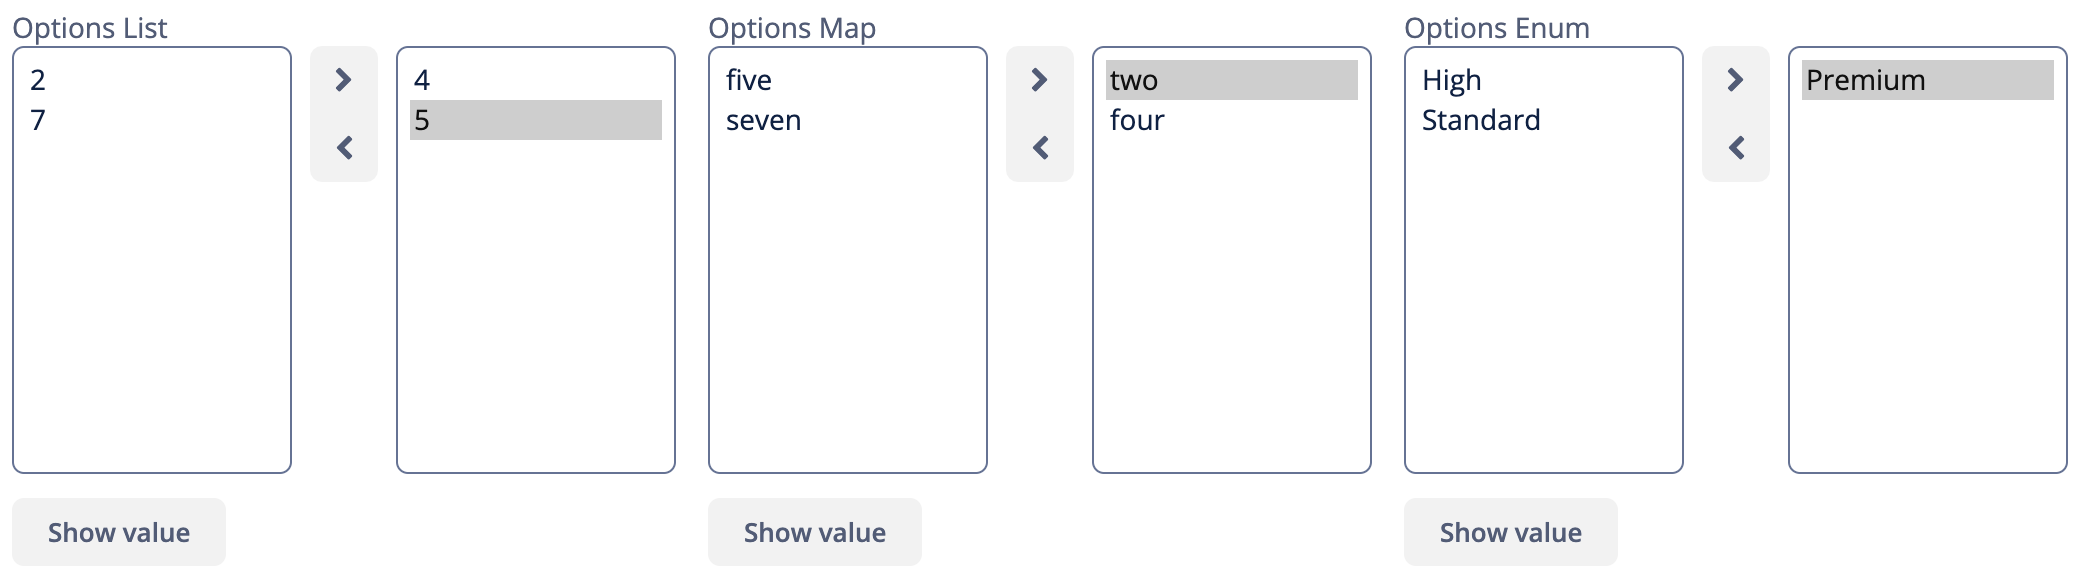 Options List
2
7
4
5
Show value
Options Map
five
seven
two
four
Show value
Options Enum
High
Standard
Premium
Show value